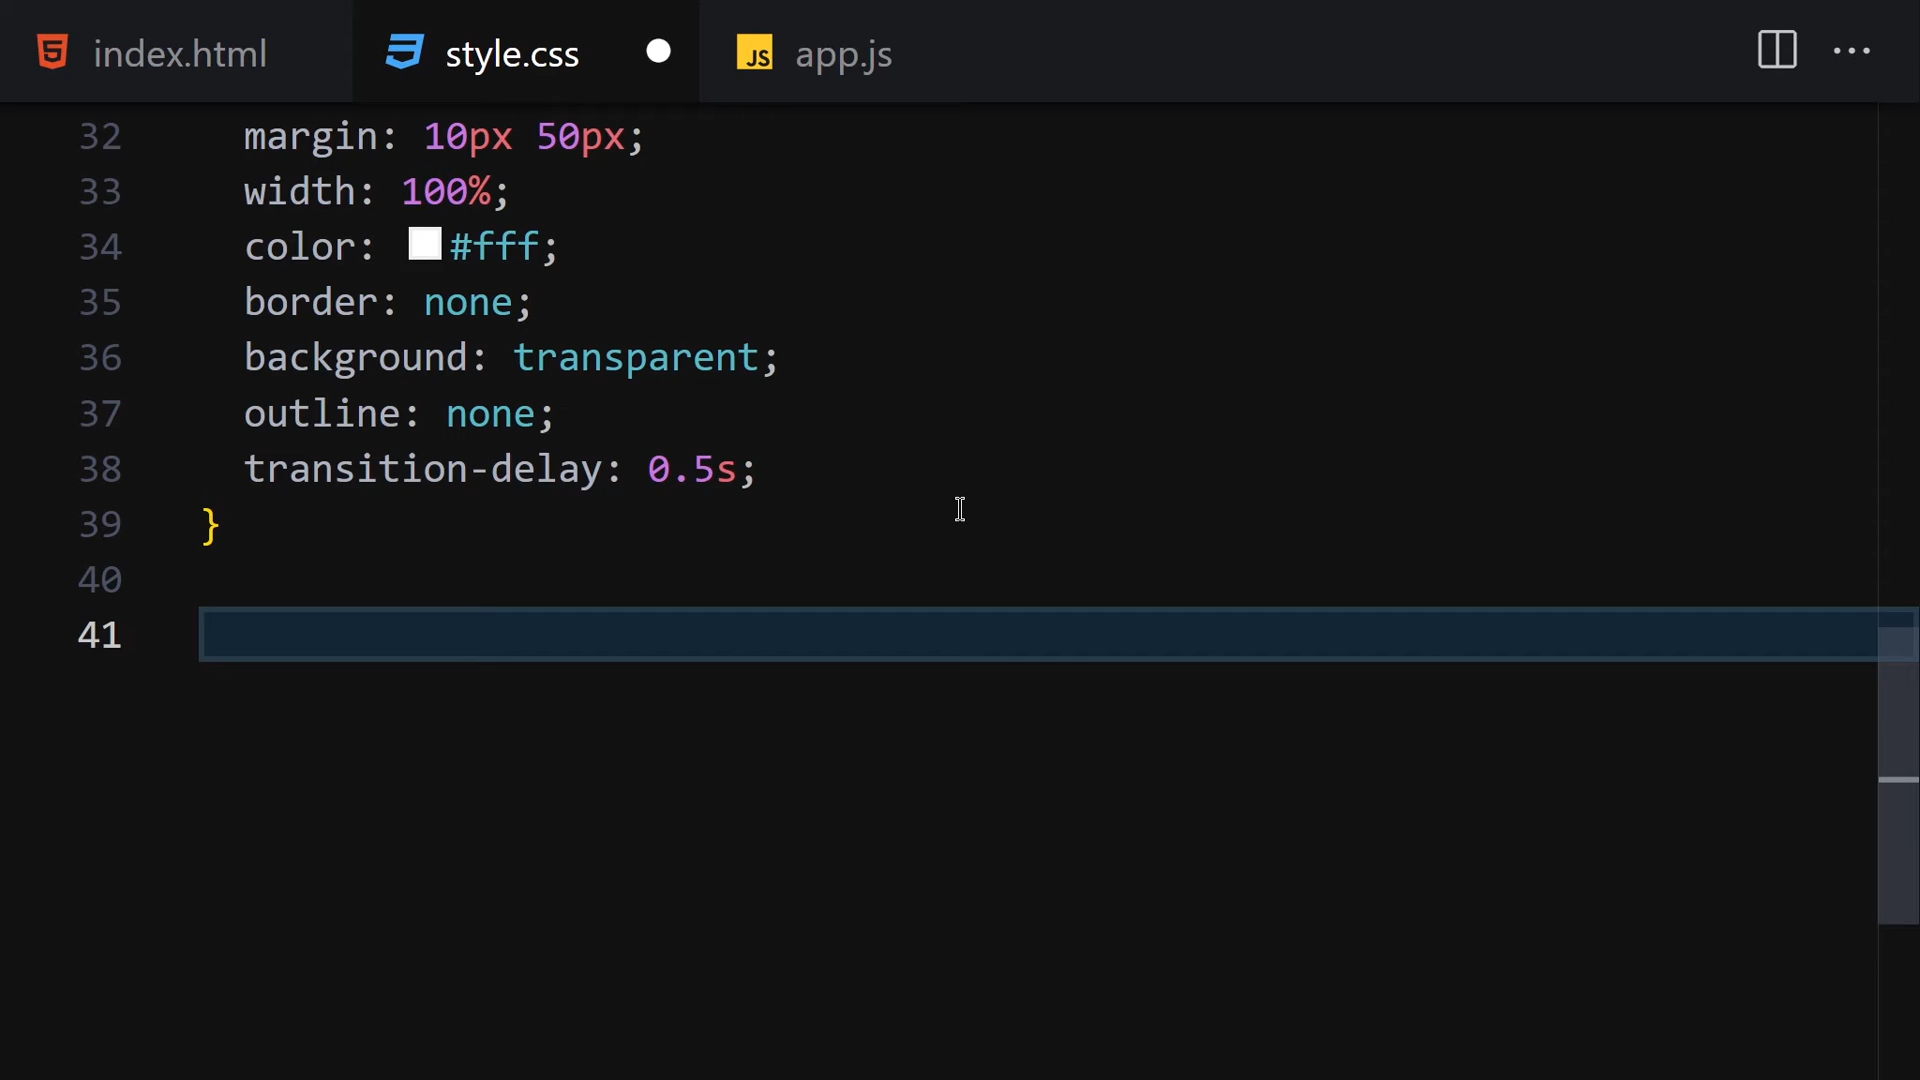 index.html style.css JS app.js
32 margin: 10px 50px;
33 width: 100%;
34 color: #fff;
35 border: none;
36 background: transparent;
37 outline: none;
38 transition-delay: 0.5s;
39 }
40
41